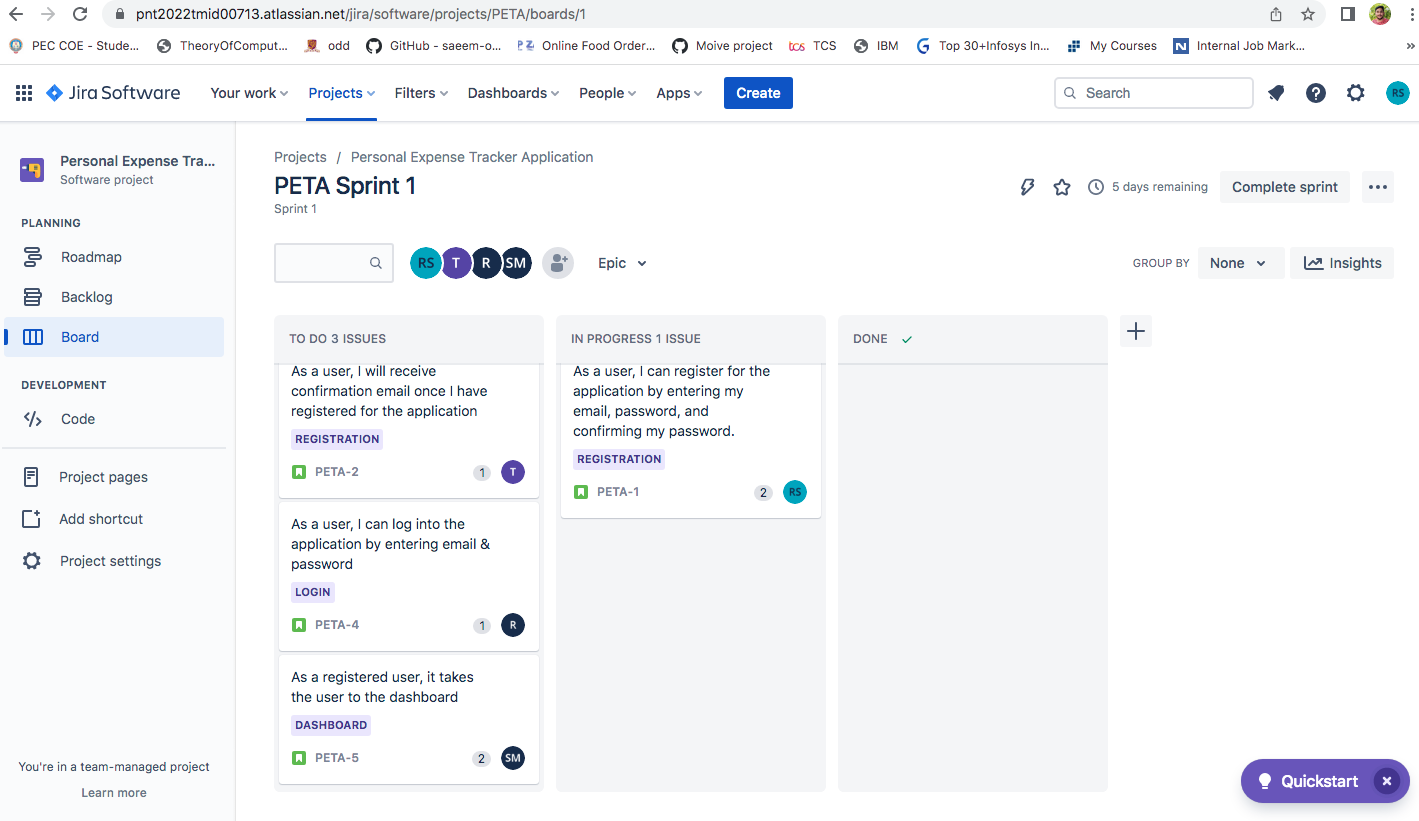 pnt2022tmid00713.atlassian.net/jira/software/projects/PETA/boards/1
PEC COE - Stude... TheoryOfComput... odd GitHub - saeem-o... PZ Online Food Order... Moive project tcs TCS IBM G Top 30+Infosys In... My Courses N Internal Job Mark... »
Jira Software Your work Projects Filters Dashboards People Apps Create Search ? RS
Personal Expense Tra...
Software project
PLANNING
Roadmap
Backlog
Board
DEVELOPMENT
Code
Project pages
Add shortcut
Project settings
You're in a team-managed project
Learn more
Projects / Personal Expense Tracker Application
PETA Sprint 1
Sprint 1
5 days remaining Complete sprint
RS T R SM Epic
GROUP BY None Insights
TO DO 3 ISSUES
As a user, I will receive
confirmation email once I have
registered for the application
REGISTRATION
PETA-2 1 T
As a user, I can log into the
application by entering email &
password
LOGIN
PETA-4 1 R
As a registered user, it takes
the user to the dashboard
DASHBOARD
PETA-5 2 SM
IN PROGRESS 1 ISSUE
As a user, I can register for the
application by entering my
email, password, and
confirming my password.
REGISTRATION
PETA-1 2 RS
DONE
Quickstart